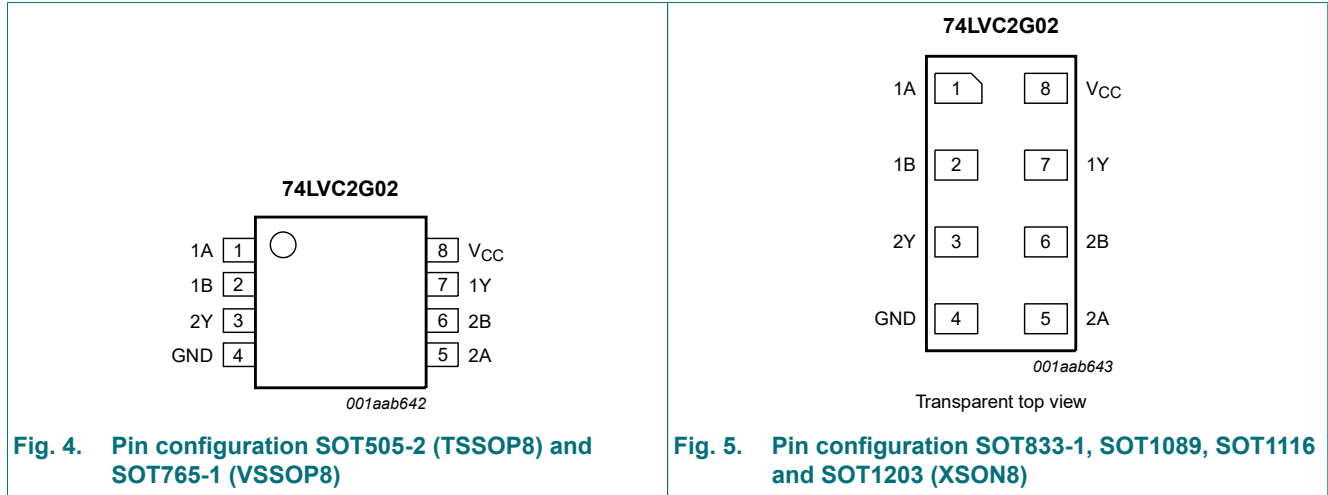 74LVC2G02
1A 1 8 VCC
1B 2 7 1Y
2Y 3 6 2B
GND 4 5 2A
001aab642
Fig. 4. Pin configuration SOT505-2 (TSSOP8) and
SOT765-1 (VSSOP8)
74LVC2G02
1A 1 8 VCC
1B 2 7 1Y
2Y 3 6 2B
GND 4 5 2A
001aab643
Transparent top view
Fig. 5. Pin configuration SOT833-1, SOT1089, SOT1116
and SOT1203 (XSON8)